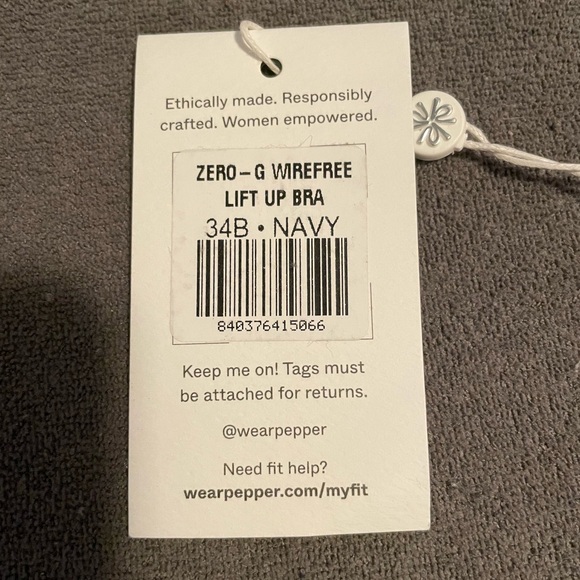 Ethically made. Responsibly
crafted. Women empowered.
ZERO-G WIREFREE
LIFT UP BRA
34B • NAVY
840376415066
Keep me on! Tags must
be attached for returns.
@wearpepper
Need fit help?
wearpepper.com/myfit